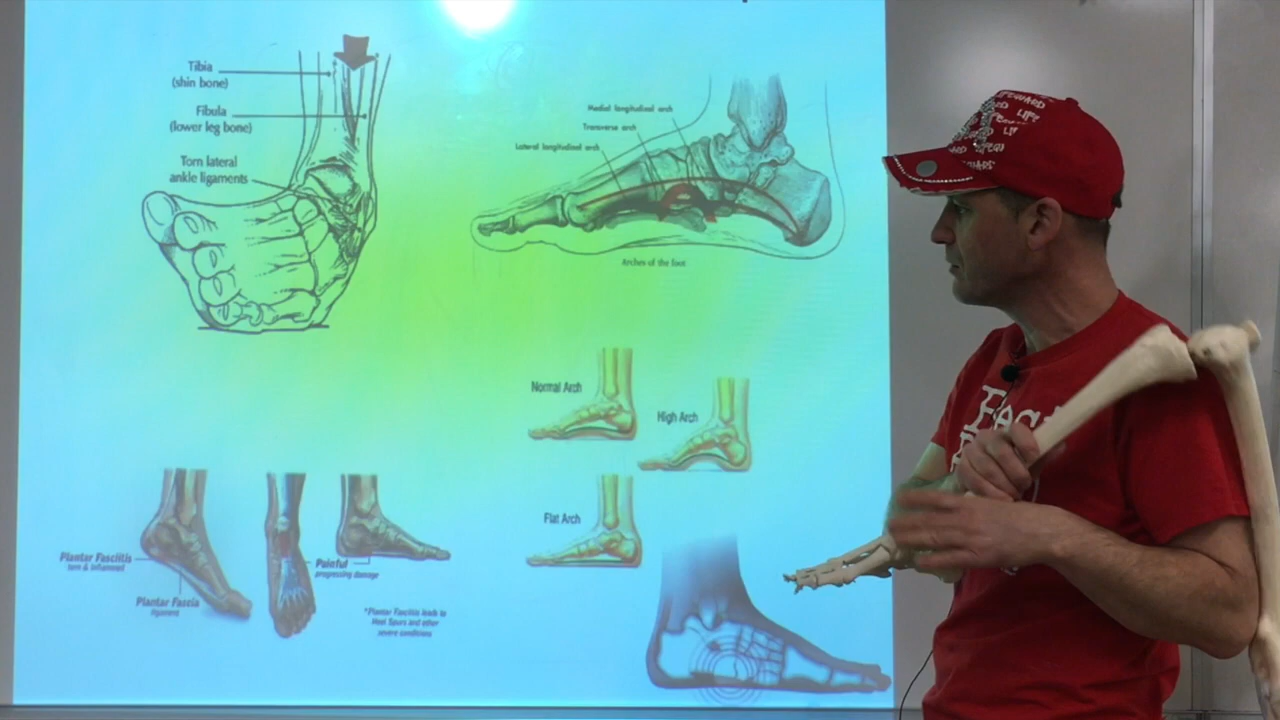 Tibia
(shin bone)
Fibula
(lower leg bone)
Torn lateral
ankle ligaments
Medial longitudinal arch
Transverse arch
Lateral longitudinal arch
Arches of the foot
Normal Arch
High Arch
Flat Arch
Plantar Fasciitis
torn & inflamed
Plantar Fascia
ligament
Painful
progressing damage
*Plantar Fasciitis leads to
Heel Spurs and other
severe conditions
LIFE